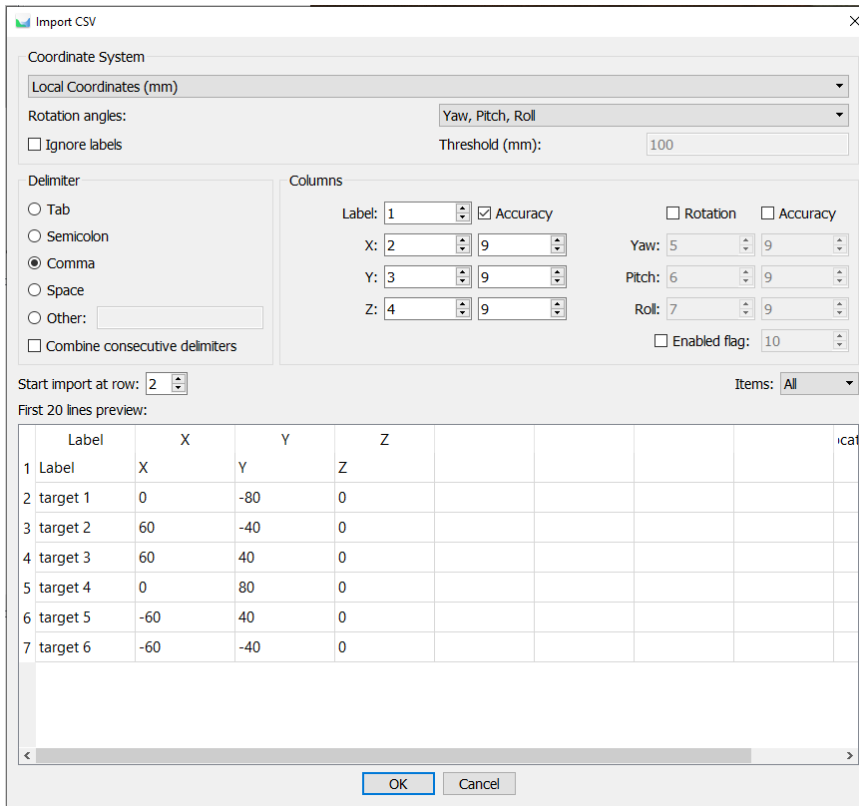 Import CSV
Coordinate System
Local Coordinates (mm)
Rotation angles: Yaw, Pitch, Roll
Ignore labels Threshold (mm): 100
Delimiter
Tab
Semicolon
Comma
Space
Other:
Combine consecutive delimiters
Columns
Label: 1 Accuracy Rotation Accuracy
X: 2 9 Yaw: 5 9
Y: 3 9 Pitch: 6 9
Z: 4 9 Roll: 7 9
Enabled flag: 10
Start import at row: 2 Items: All
First 20 lines preview:
Label X Y Z
1 Label X Y Z
2 target 1 0 -80 0
3 target 2 60 -40 0
4 target 3 60 40 0
5 target 4 0 80 0
6 target 5 -60 40 0
7 target 6 -60 -40 0
OK Cancel